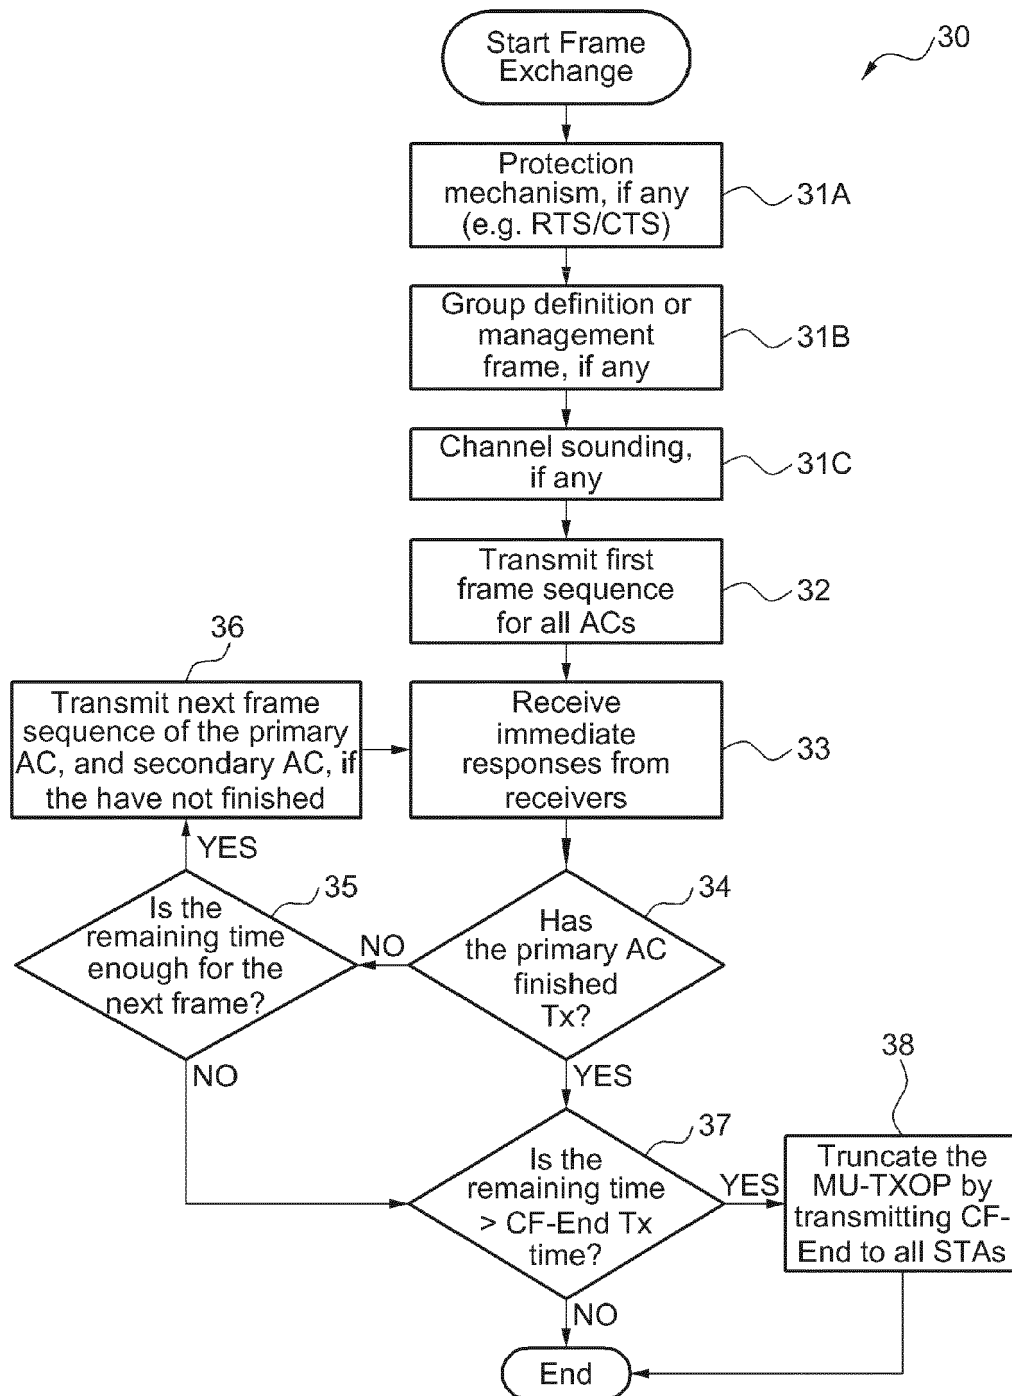 Start Frame
Exchange
30
Protection
mechanism, if any
(e.g. RTS/CTS)
31A
Group definition or
management
frame, if any
31B
Channel sounding,
if any
31C
Transmit first
frame sequence
for all ACs
32
36
Transmit next frame
sequence of the primary
AC, and secondary AC, if
the have not finished
Receive
immediate
responses from
receivers
33
YES
35
Is the
remaining time
enough for the
next frame?
NO
34
Has
the primary AC
finished
Tx?
NO
YES
38
37
Is the
remaining time
> CF-End Tx
time?
YES
Truncate the
MU-TXOP by
transmitting CF-
End to all STAs
NO
End